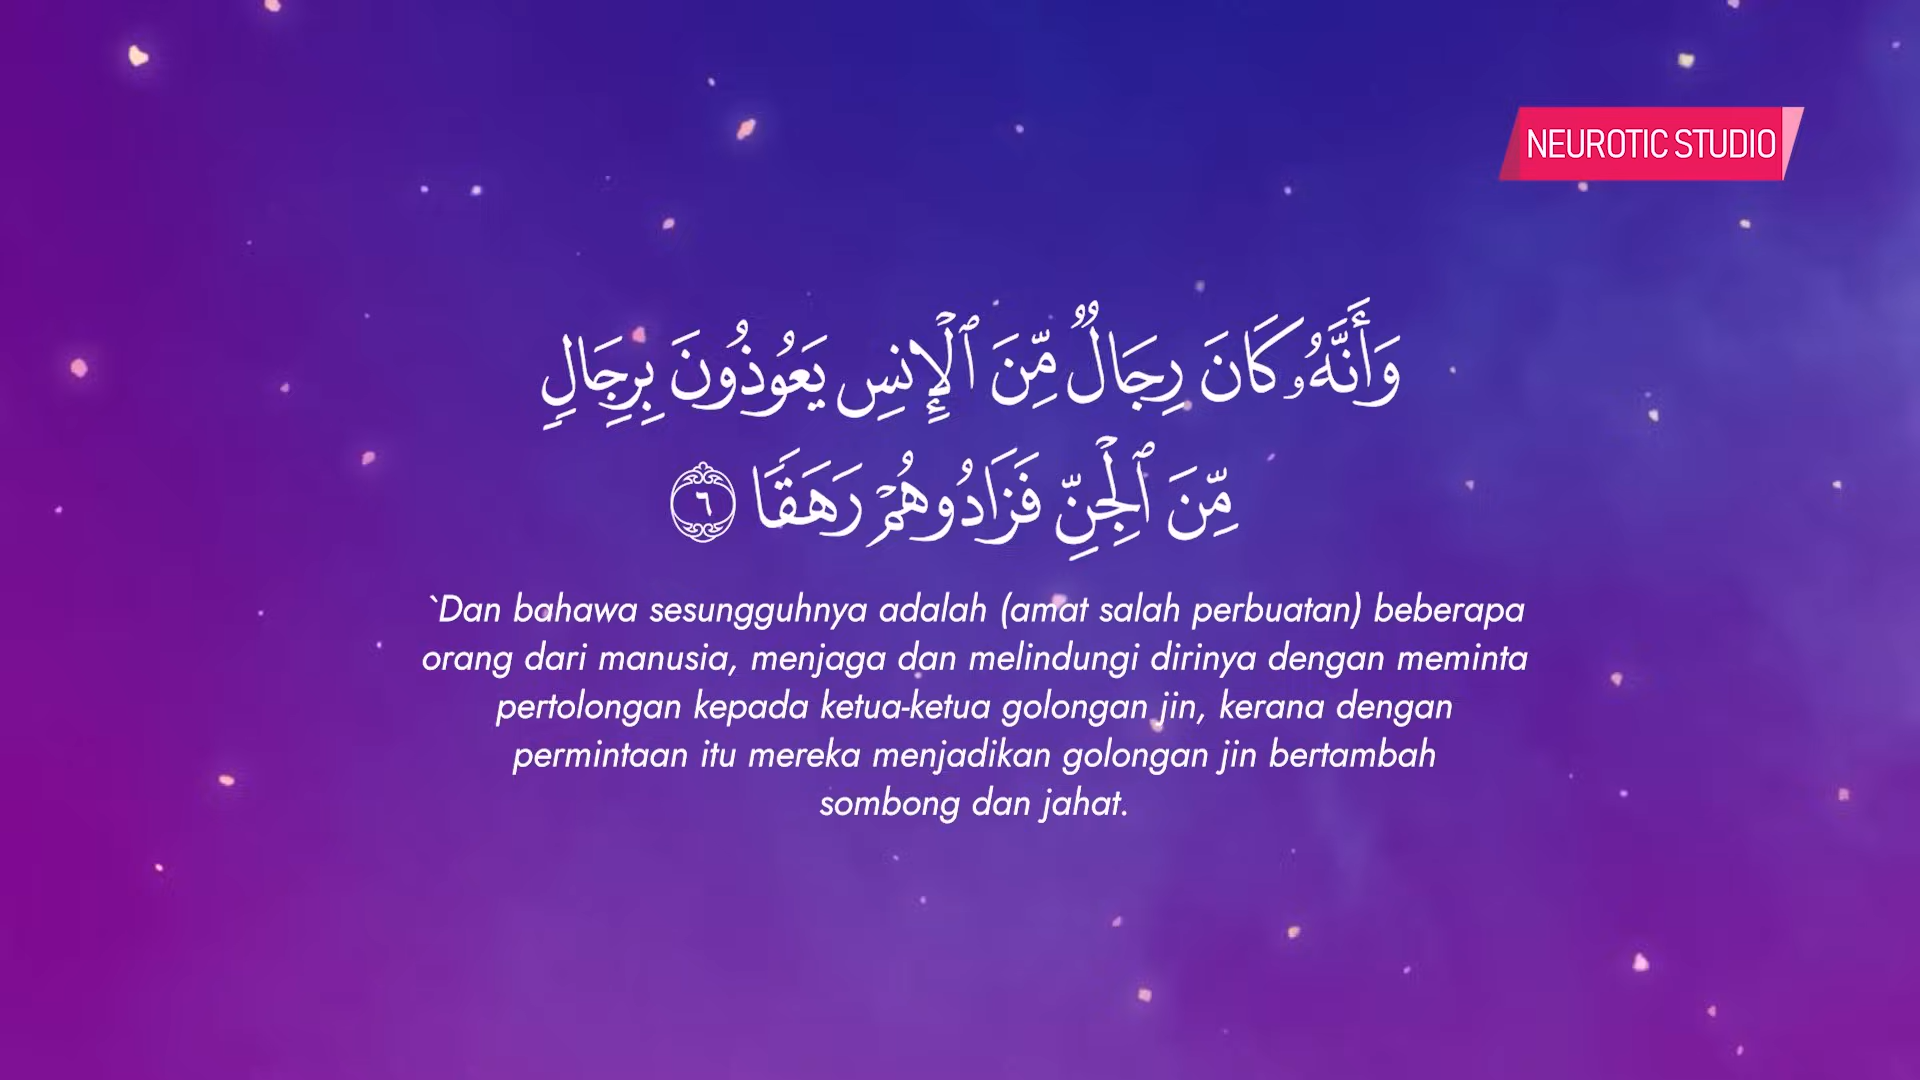 NEUROTIC STUDIO
وَأَنَّهُۥ كَانَ رِجَالٌ مِّنَ ٱلْإِنسِ يَعُوذُونَ بِرِجَالٍ
مِّنَ ٱلْجِنِّ فَزَادُوهُمْ رَهَقًا ٦
`Dan bahawa sesungguhnya adalah (amat salah perbuatan) beberapa
orang dari manusia, menjaga dan melindungi dirinya dengan meminta
pertolongan kepada ketua-ketua golongan jin, kerana dengan
permintaan itu mereka menjadikan golongan jin bertambah
sombong dan jahat.